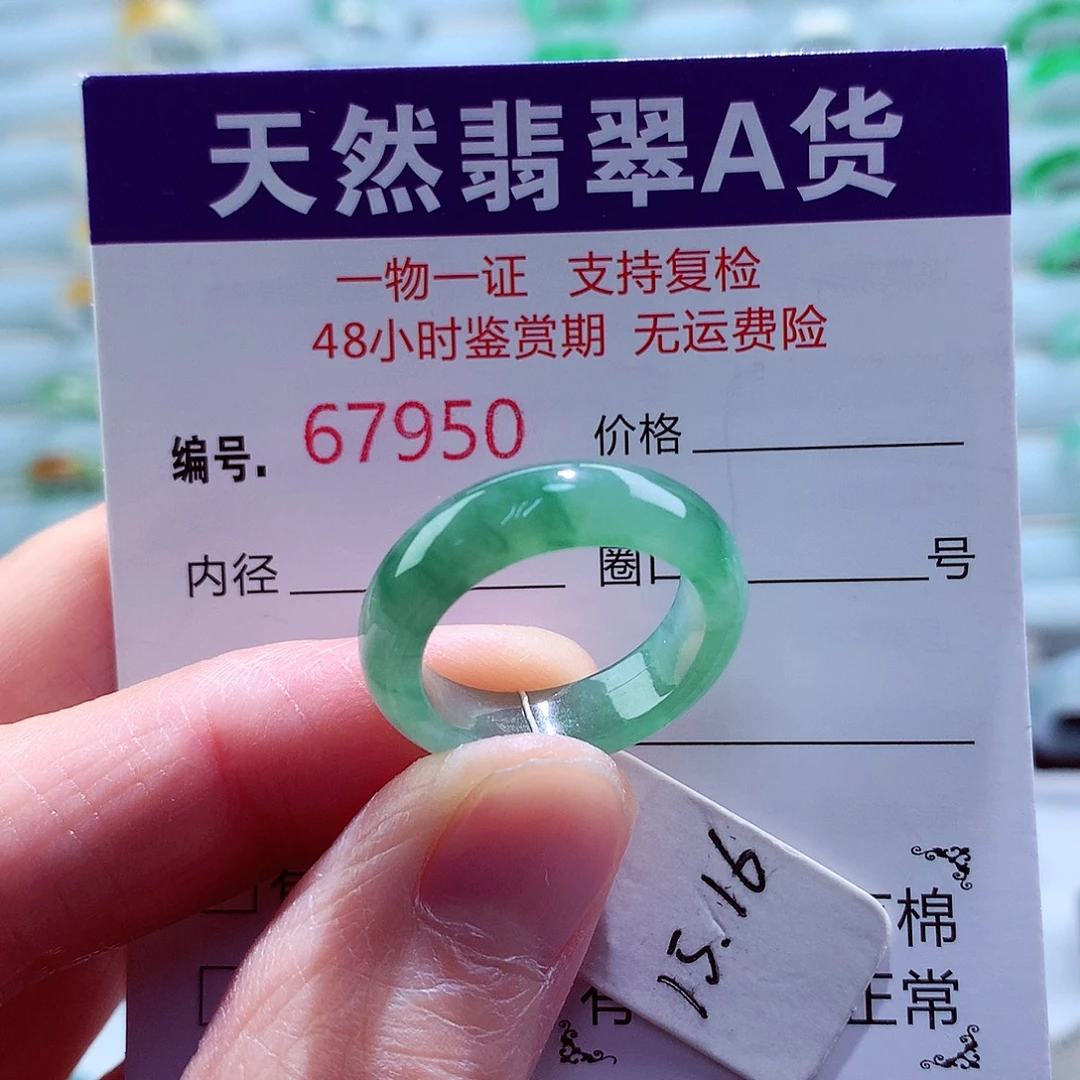 天然翡翠A货
一物一证 支持复检
48小时鉴赏期 无运费险
编号. 67950 价格
内径 圈口 号
15.16
棉
有 正常